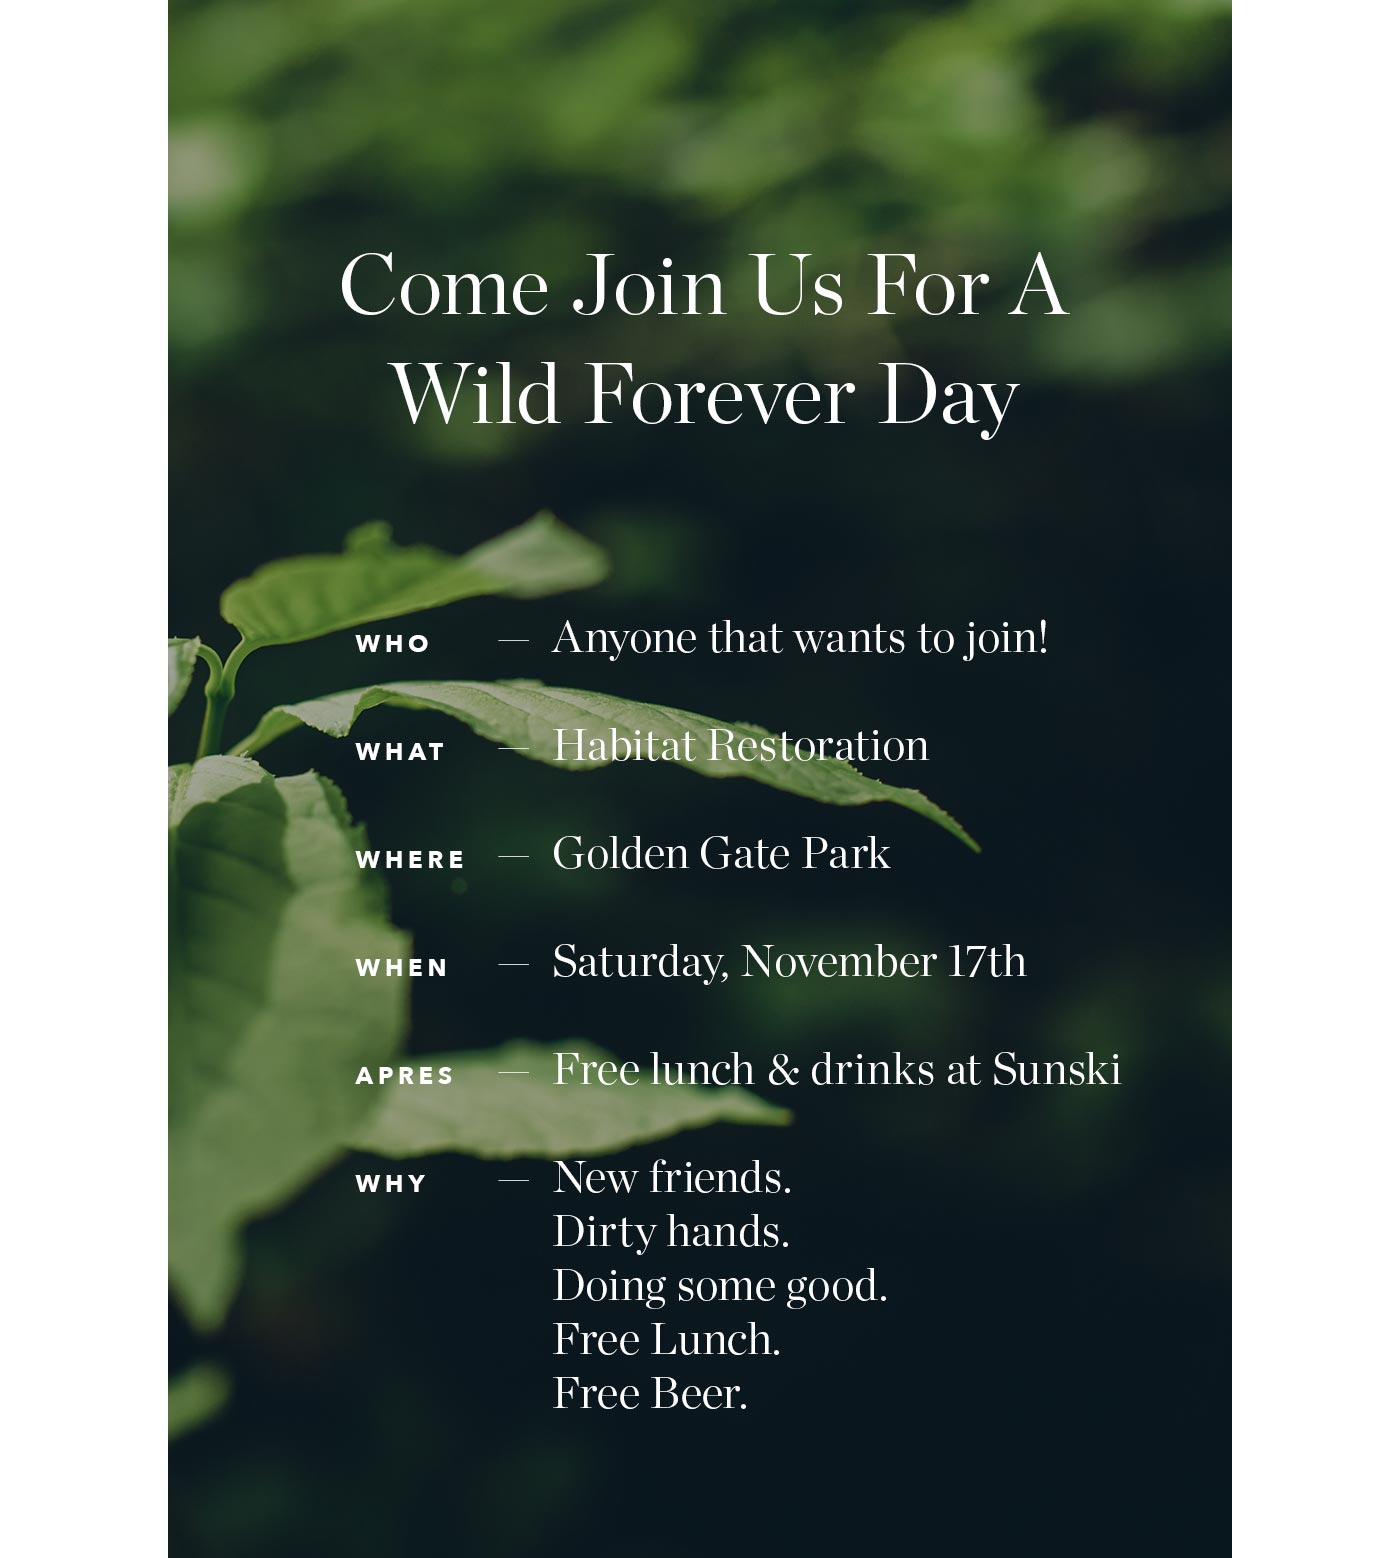 Come Join Us For A
Wild Forever Day
WHO — Anyone that wants to join!
WHAT — Habitat Restoration
WHERE — Golden Gate Park
WHEN — Saturday, November 17th
APRES — Free lunch & drinks at Sunski
WHY — New friends.
Dirty hands.
Doing some good.
Free Lunch.
Free Beer.